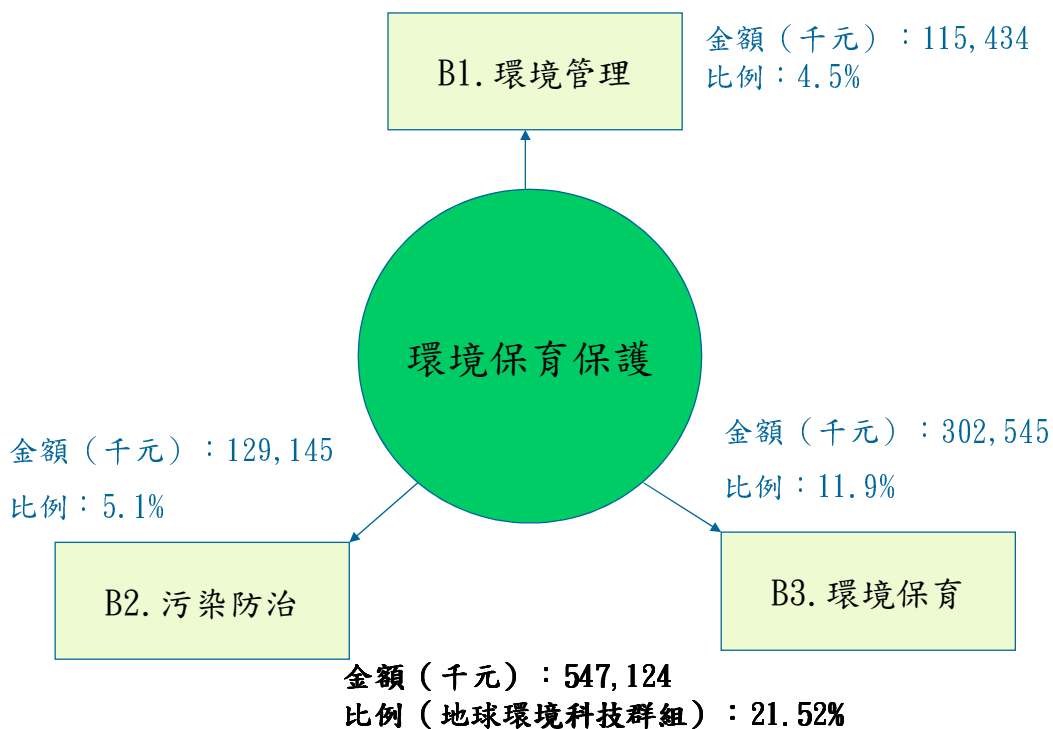 B1.環境管理
金額（千元）：115,434
比例：4.5%
環境保育保護
金額（千元）：129,145
比例：5.1%
金額（千元）：302,545
比例：11.9%
B2.污染防治
B3.環境保育
金額（千元）：547,124
比例（地球環境科技群組）：21.52%